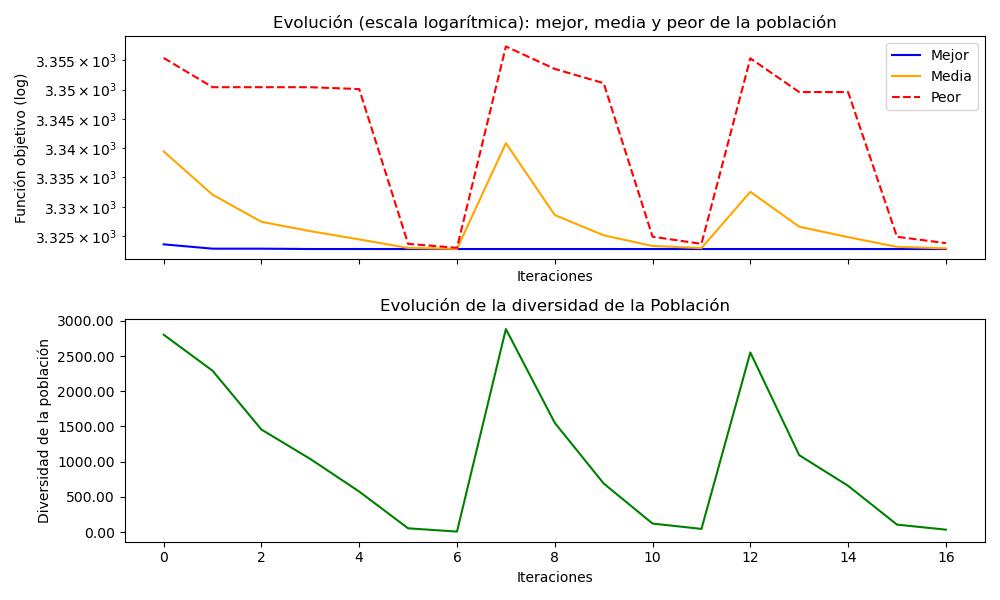 Evolución (escala logarítmica): mejor, media y peor de la población
Función objetivo (log)
3.355 × 10³
3.35 × 10³
3.345 × 10³
3.34 × 10³
3.335 × 10³
3.33 × 10³
3.325 × 10³
Mejor
Media
Peor
Iteraciones
Evolución de la diversidad de la Población
Diversidad de la población
3000.00
2500.00
2000.00
1500.00
1000.00
500.00
0.00
0 2 4 6 8 10 12 14 16
Iteraciones